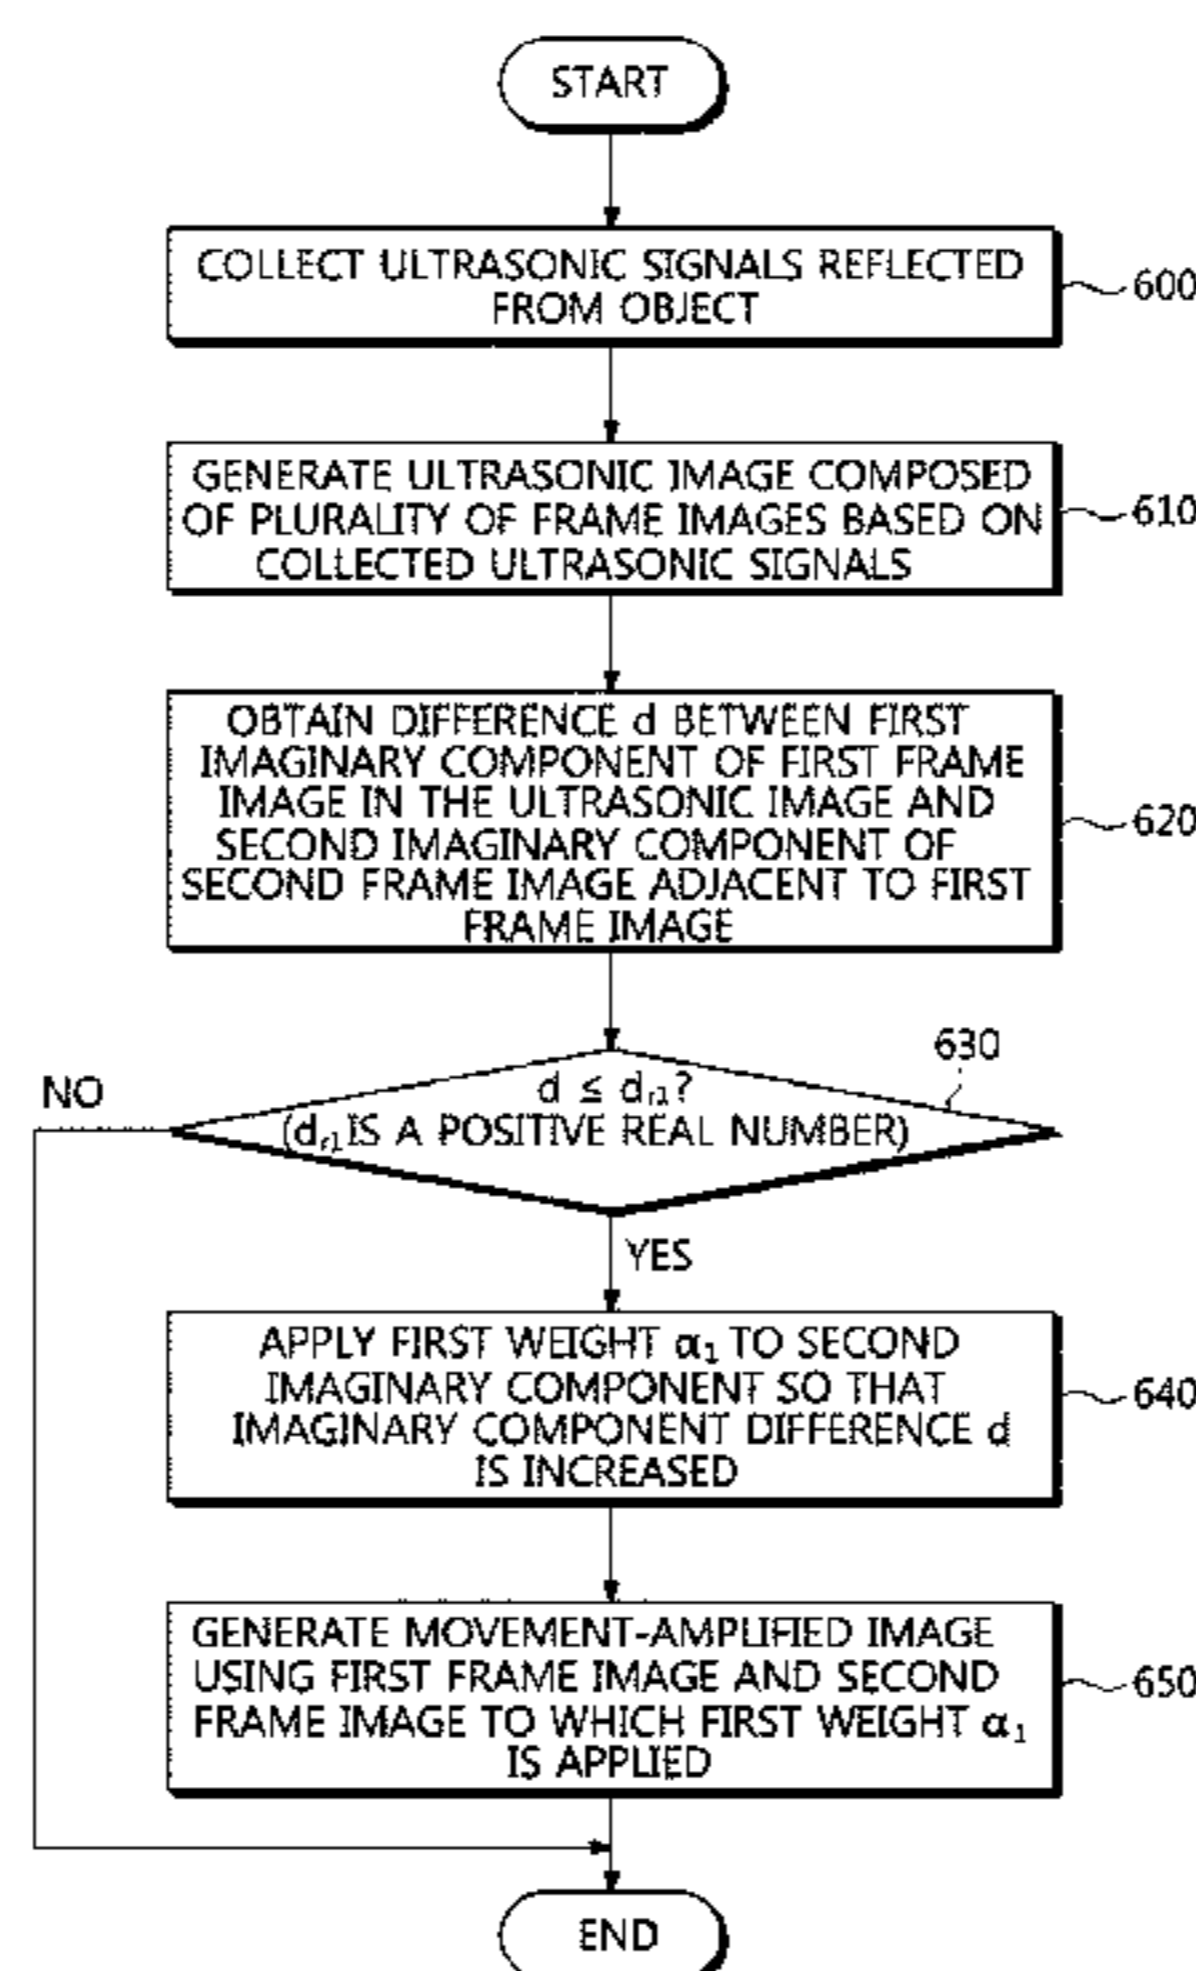 START
COLLECT ULTRASONIC SIGNALS REFLECTED
FROM OBJECT
600
GENERATE ULTRASONIC IMAGE COMPOSED
OF PLURALITY OF FRAME IMAGES BASED ON
COLLECTED ULTRASONIC SIGNALS
610
OBTAIN DIFFERENCE d BETWEEN FIRST
IMAGINARY COMPONENT OF FIRST FRAME
IMAGE IN THE ULTRASONIC IMAGE AND
SECOND IMAGINARY COMPONENT OF
SECOND FRAME IMAGE ADJACENT TO FIRST
FRAME IMAGE
620
630
NO
d ≤ dr1?
(dr1 IS A POSITIVE REAL NUMBER)
YES
APPLY FIRST WEIGHT α1 TO SECOND
IMAGINARY COMPONENT SO THAT
IMAGINARY COMPONENT DIFFERENCE d
IS INCREASED
640
GENERATE MOVEMENT-AMPLIFIED IMAGE
USING FIRST FRAME IMAGE AND SECOND
FRAME IMAGE TO WHICH FIRST WEIGHT α1
IS APPLIED
650
END